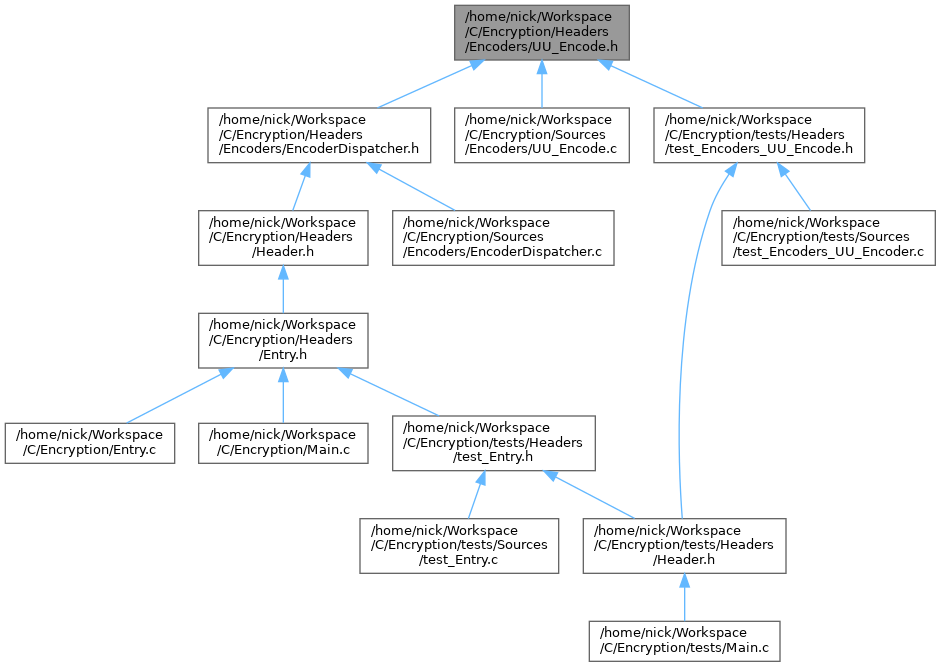 /home/nick/Workspace
/C/Encryption/Headers
/Encoders/UU_Encode.h
/home/nick/Workspace
/C/Encryption/Headers
/Encoders/EncoderDispatcher.h
/home/nick/Workspace
/C/Encryption/Sources
/Encoders/UU_Encode.c
/home/nick/Workspace
/C/Encryption/tests/Headers
/test_Encoders_UU_Encode.h
/home/nick/Workspace
/C/Encryption/Headers
/Header.h
/home/nick/Workspace
/C/Encryption/Sources
/Encoders/EncoderDispatcher.c
/home/nick/Workspace
/C/Encryption/tests/Sources
/test_Encoders_UU_Encoder.c
/home/nick/Workspace
/C/Encryption/Headers
/Entry.h
/home/nick/Workspace
/C/Encryption/Entry.c
/home/nick/Workspace
/C/Encryption/Main.c
/home/nick/Workspace
/C/Encryption/tests/Headers
/test_Entry.h
/home/nick/Workspace
/C/Encryption/tests/Sources
/test_Entry.c
/home/nick/Workspace
/C/Encryption/tests/Headers
/Header.h
/home/nick/Workspace
/C/Encryption/tests/Main.c